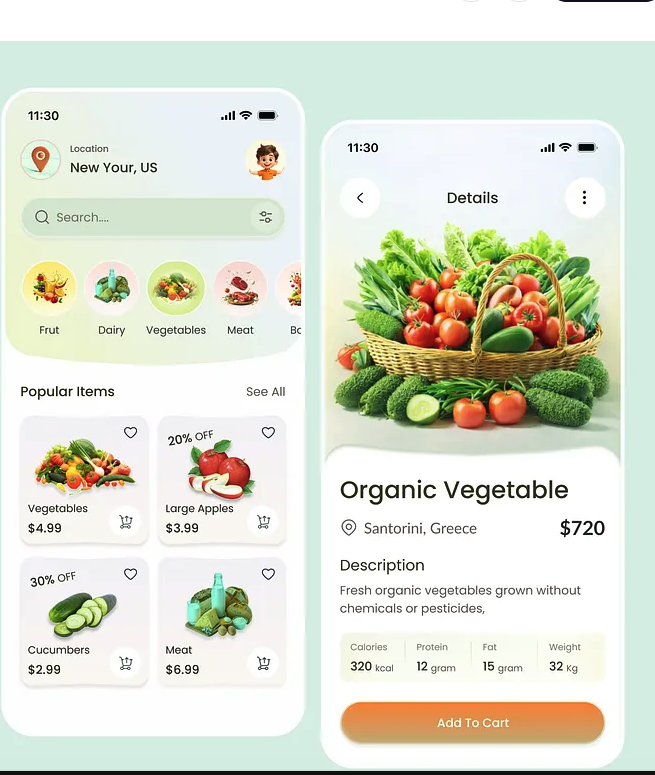 11:30
Location
New Your, US
Search....
Frut
Dairy
Vegetables
Meat
Popular Items
See All
Vegetables
$4.99
20% OFF
Large Apples
$3.99
30% OFF
Cucumbers
$2.99
Meat
$6.99
11:30
Details
Organic Vegetable
Santorini, Greece
$720
Description
Fresh organic vegetables grown without
chemicals or pesticides,
Calories
320 kcal
Protein
12 gram
Fat
15 gram
Weight
32 Kg
Add To Cart